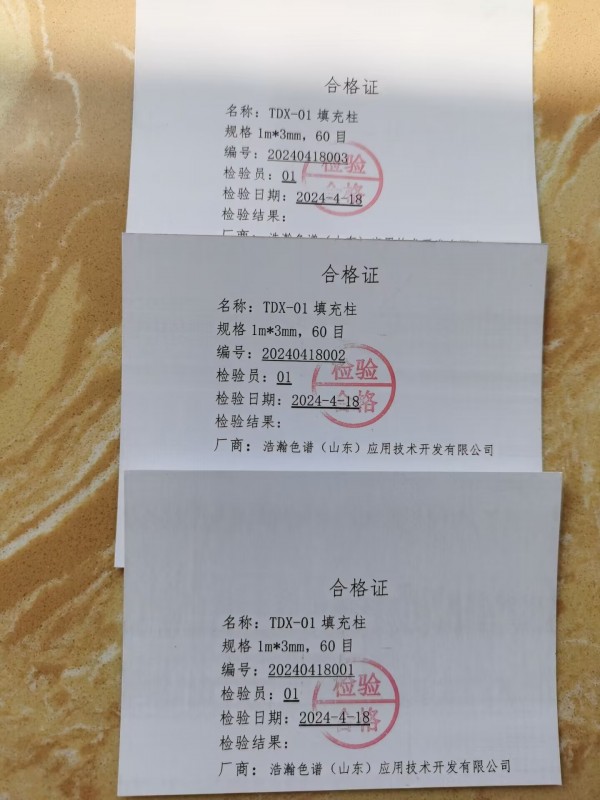 合格证
名称：TDX-01 填充柱
规格 1m*3mm，60 目
编号：20240418003
检验员：01
检验日期：2024-4-18
检验结果：
检验
合格
合格证
名称：TDX-01 填充柱
规格 1m*3mm，60 目
编号：20240418002
检验员：01
检验日期：2024-4-18
检验结果：
厂商：浩瀚色谱（山东）应用技术开发有限公司
检验
合格
合格证
名称：TDX-01 填充柱
规格 1m*3mm，60 目
编号：20240418001
检验员：01
检验日期：2024-4-18
检验结果：
厂商：浩瀚色谱（山东）应用技术开发有限公司
检验
合格